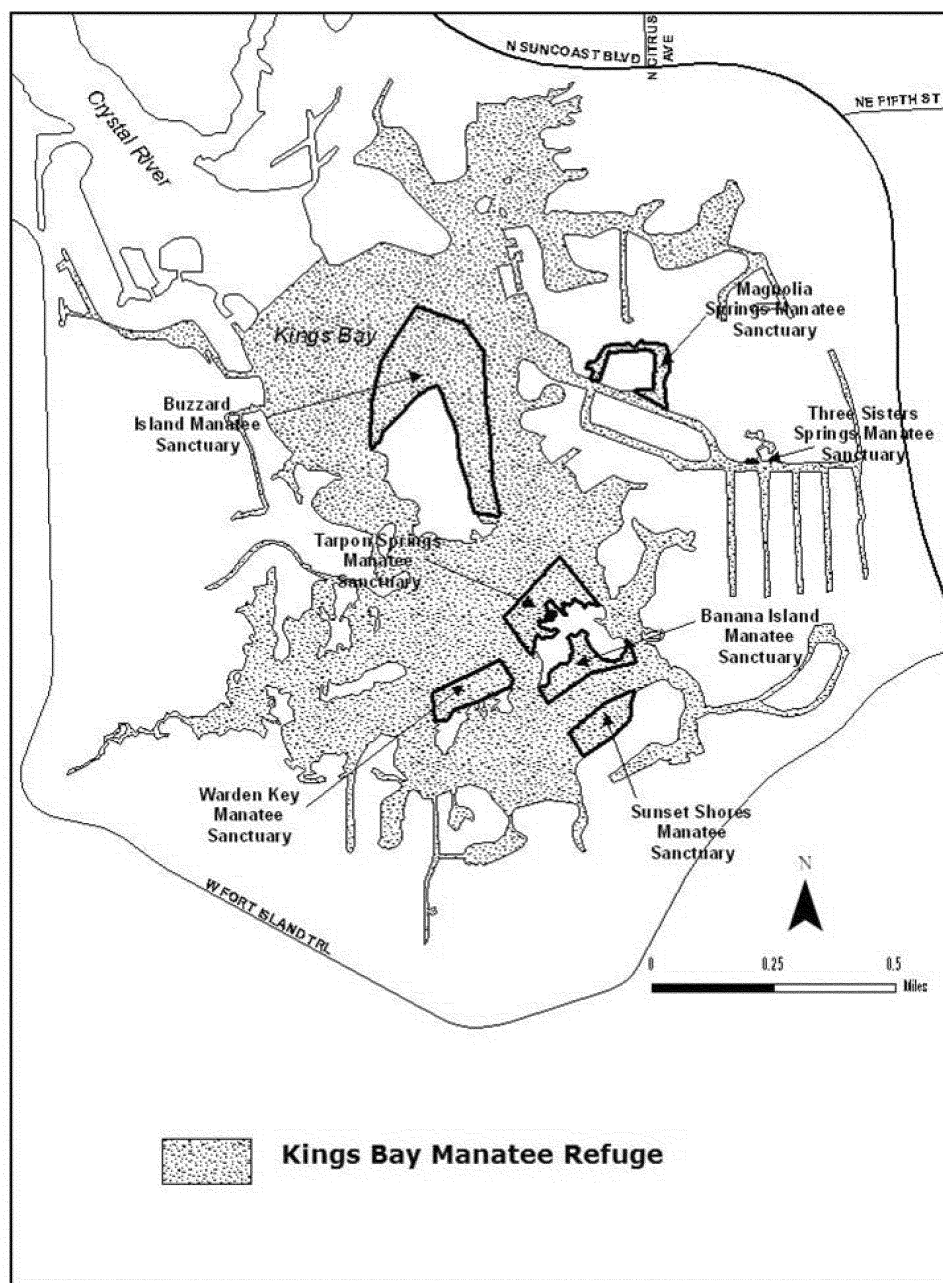 N SUNCOAST BLVD
N CITRUS
AVE
NE FIFTH ST
Crystal River
Kings Bay
Magnolia
Springs Manatee
Sanctuary
Buzzard
Island Manatee
Sanctuary
Three Sisters
Springs Manatee
Sanctuary
Tarpon Springs
Manatee
Sanctuary
Banana Island
Manatee
Sanctuary
Warden Key
Manatee
Sanctuary
Sunset Shores
Manatee
Sanctuary
W FORT ISLAND TRL
N
0 0.25 0.5
Miles
Kings Bay Manatee Refuge